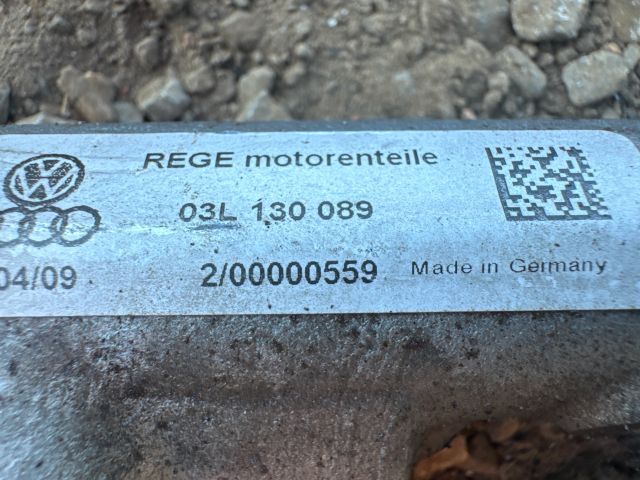 REGE motorenteile
03L 130 089
04/09 2/00000559 Made in Germany